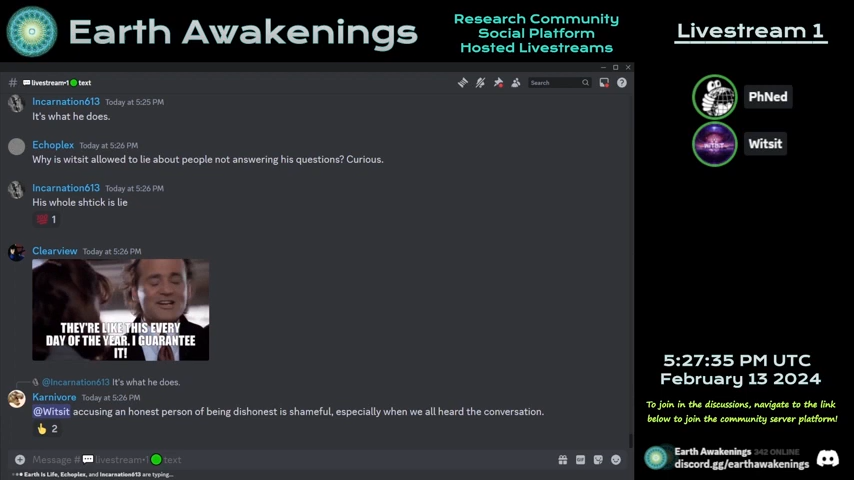 Earth Awakenings
Research Community
Social Platform
Hosted Livestreams
Livestream 1
# livestream•1 text
Search
Incarnation613 Today at 5:25 PM
It's what he does.
Echoplex Today at 5:26 PM
Why is witsit allowed to lie about people not answering his questions? Curious.
Incarnation613 Today at 5:26 PM
His whole shtick is lie
1
Clearview Today at 5:26 PM
THEY'RE LIKE THIS EVERY
DAY OF THE YEAR. I GUARANTEE
IT!
@Incarnation613 It's what he does.
Karnivore Today at 5:26 PM
@Witsit accusing an honest person of being dishonest is shameful, especially when we all heard the conversation.
2
Message # livestream•1 text
GIF
Earth Is Life, Echoplex, and Incarnation613 are typing...
PhNed
Witsit
5:27:35 PM UTC
February 13 2024
To join in the discussions, navigate to the link
below to join the community server platform!
Earth Awakenings 342 ONLINE
discord.gg/earthawakenings